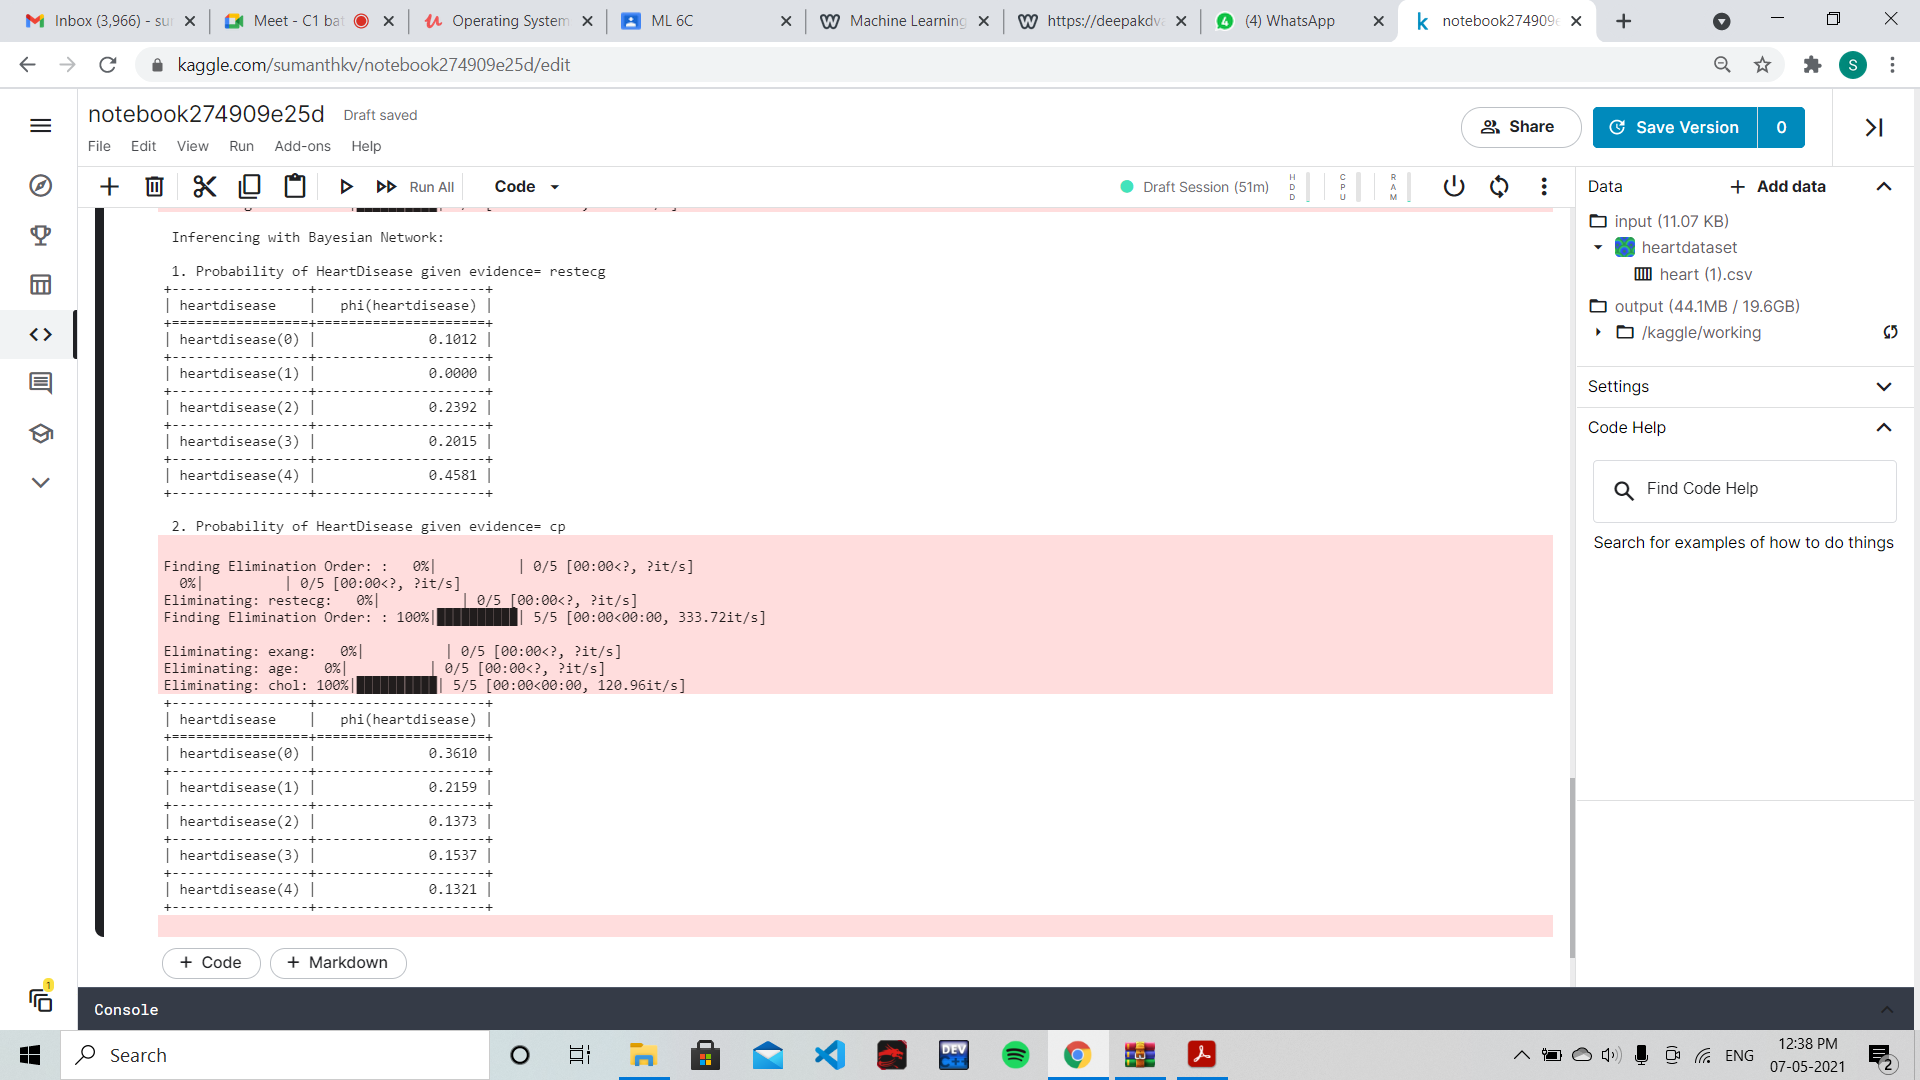 Inbox (3,966) - sur
Meet - C1 bat
Operating System
ML 6C
Machine Learning
https://deepakdva
(4) WhatsApp
notebook274909e
kaggle.com/sumanthkv/notebook274909e25d/edit
S
notebook274909e25d Draft saved
File Edit View Run Add-ons Help
Share
Save Version 0
Run All Code
Draft Session (51m)
HDD
CPU
RAM
Inferencing with Bayesian Network:
1. Probability of HeartDisease given evidence= restecg
+-----------------+---------------------+
| heartdisease    |   phi(heartdisease) |
+=================+=====================+
| heartdisease(0) |              0.1012 |
+-----------------+---------------------+
| heartdisease(1) |              0.0000 |
+-----------------+---------------------+
| heartdisease(2) |              0.2392 |
+-----------------+---------------------+
| heartdisease(3) |              0.2015 |
+-----------------+---------------------+
| heartdisease(4) |              0.4581 |
+-----------------+---------------------+
2. Probability of HeartDisease given evidence= cp
Finding Elimination Order: :   0%|          | 0/5 [00:00<?, ?it/s]
0%|          | 0/5 [00:00<?, ?it/s]
Eliminating: restecg:   0%|          | 0/5 [00:00<?, ?it/s]
Finding Elimination Order: : 100%|██████████| 5/5 [00:00<00:00, 333.72it/s]
Eliminating: exang:   0%|          | 0/5 [00:00<?, ?it/s]
Eliminating: age:   0%|          | 0/5 [00:00<?, ?it/s]
Eliminating: chol: 100%|██████████| 5/5 [00:00<00:00, 120.96it/s]
+-----------------+---------------------+
| heartdisease    |   phi(heartdisease) |
+=================+=====================+
| heartdisease(0) |              0.3610 |
+-----------------+---------------------+
| heartdisease(1) |              0.2159 |
+-----------------+---------------------+
| heartdisease(2) |              0.1373 |
+-----------------+---------------------+
| heartdisease(3) |              0.1537 |
+-----------------+---------------------+
| heartdisease(4) |              0.1321 |
+-----------------+---------------------+
+ Code + Markdown
Console
Data + Add data
input (11.07 KB)
heartdataset
heart (1).csv
output (44.1MB / 19.6GB)
/kaggle/working
Settings
Code Help
Find Code Help
Search for examples of how to do things
1
Search
DEV C++
ENG
12:38 PM
07-05-2021
2